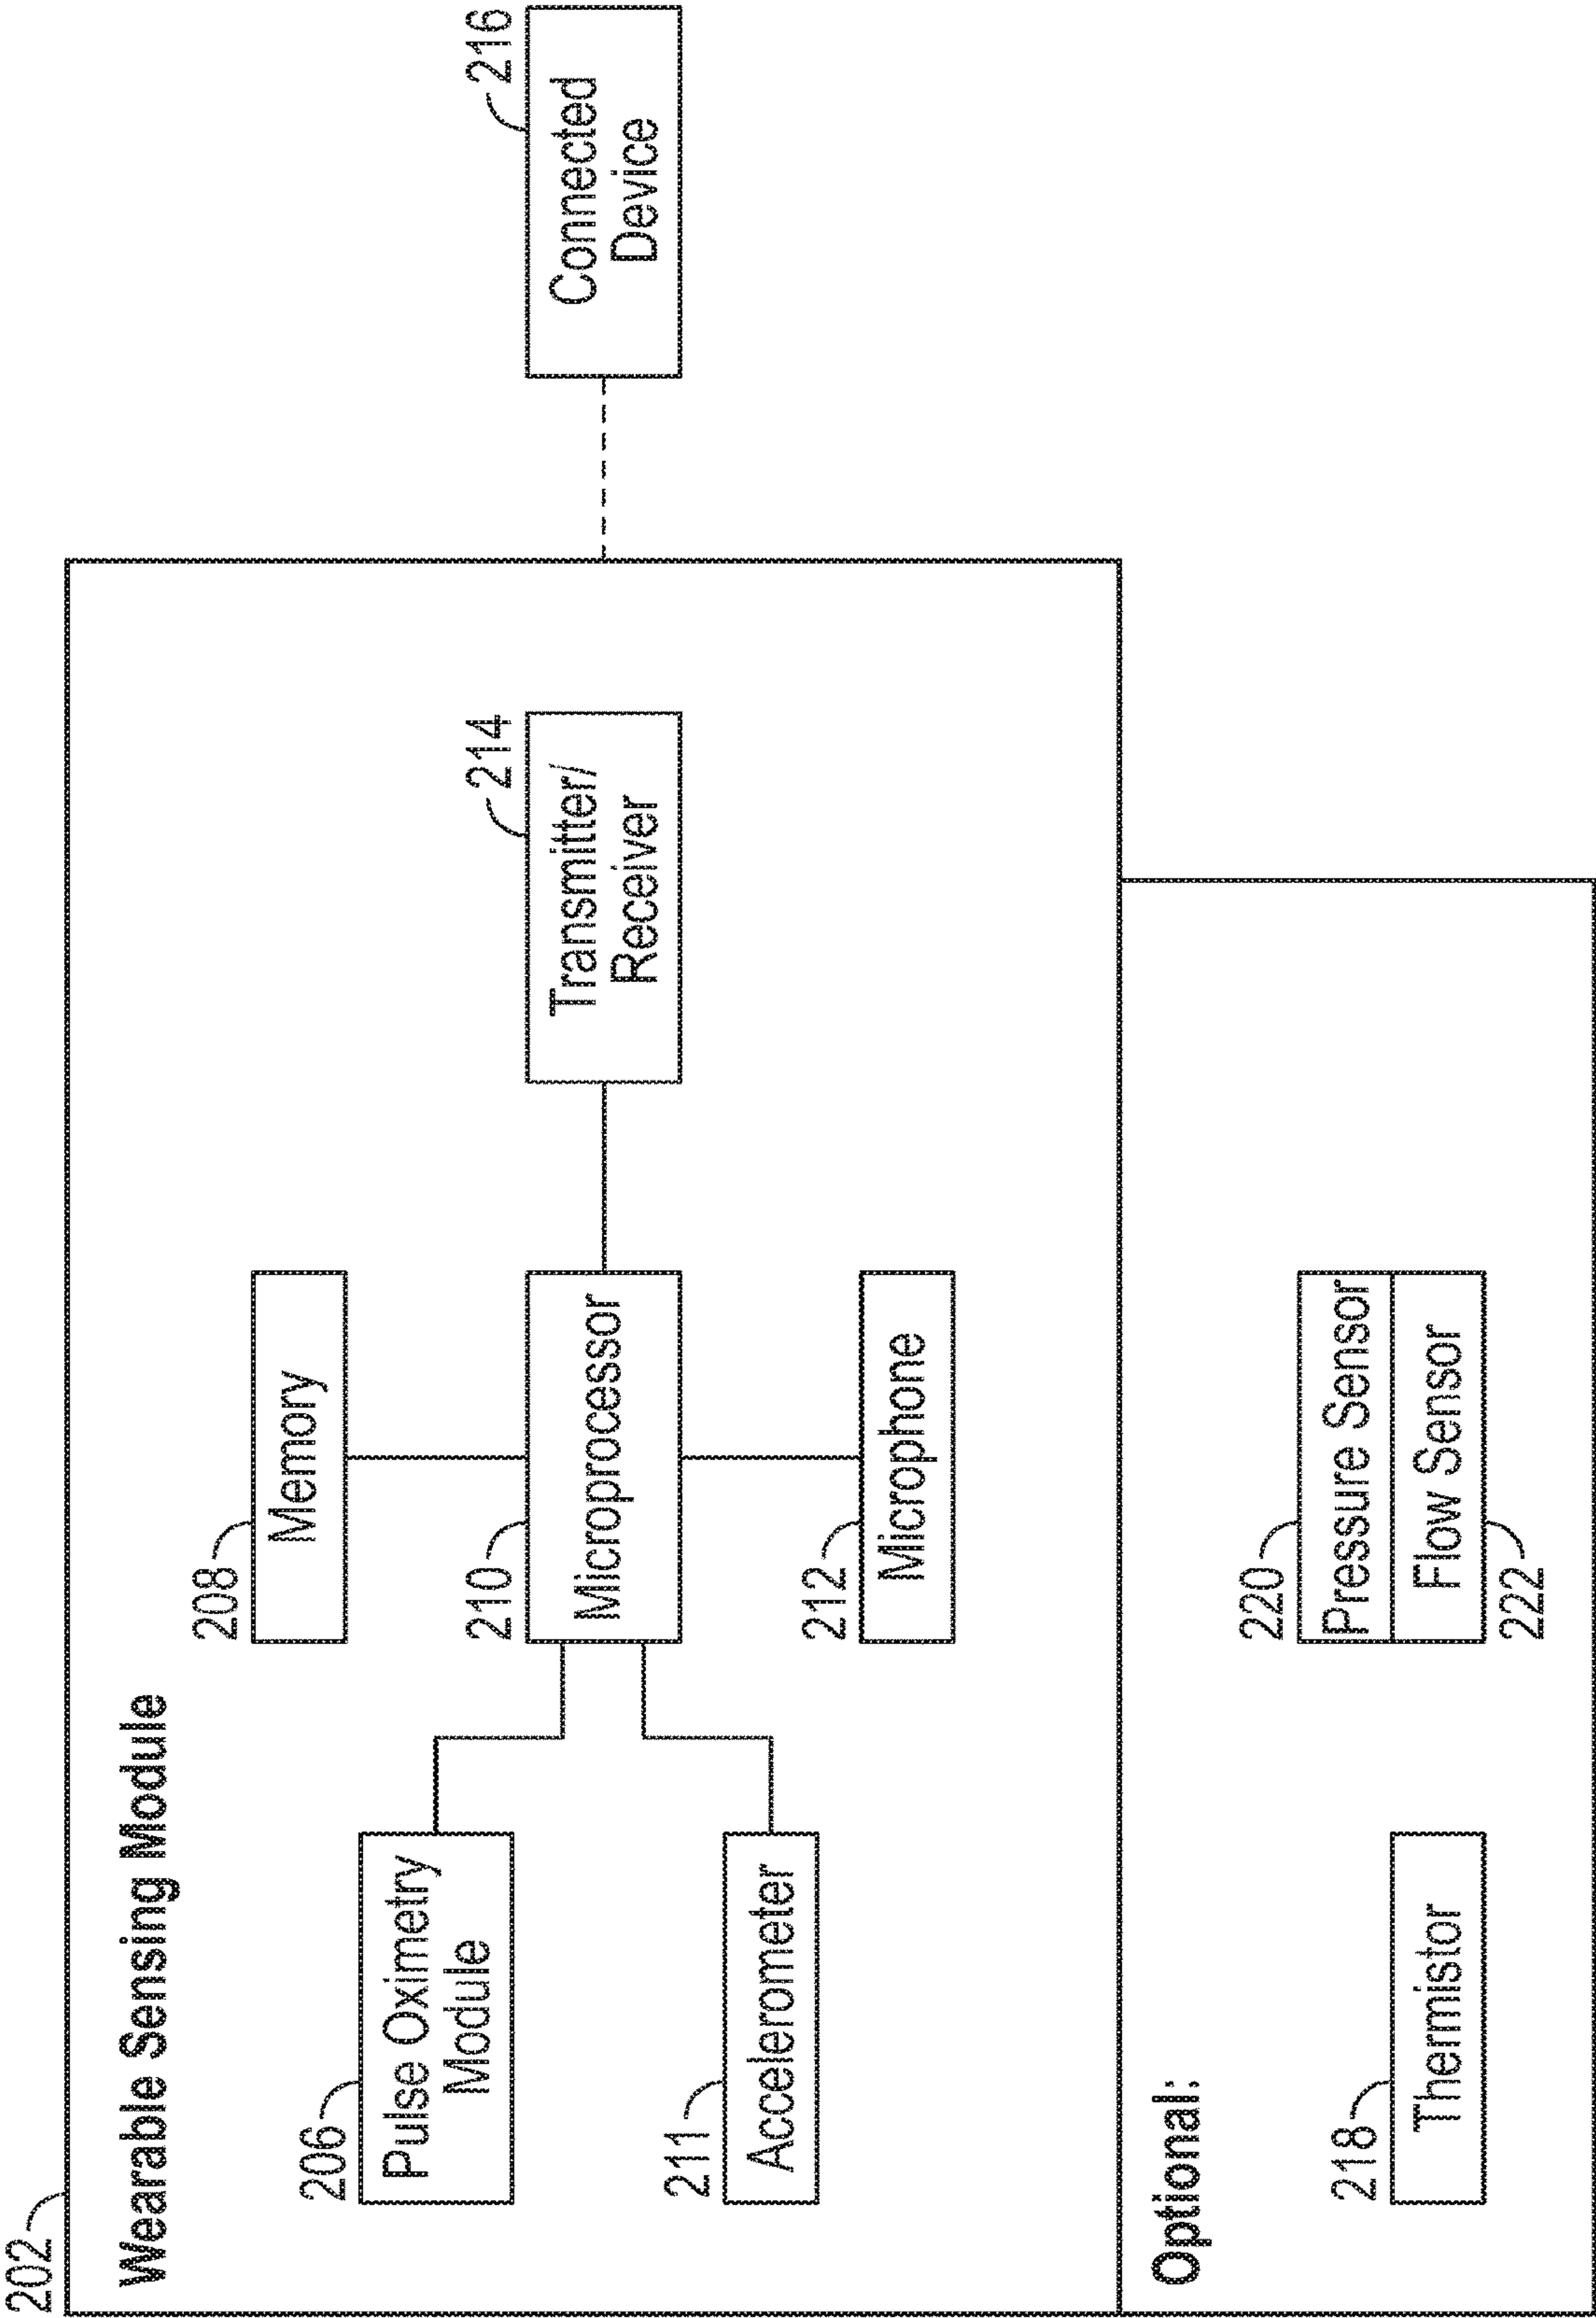 202
Wearable Sensing Module
208
Memory
206
Pulse Oximetry
Module
210
Microprocessor
214
Transmitter/
Receiver
216
Connected
Device
211
Accelerometer
212
Microphone
Optional:
218
Thermistor
220
Pressure Sensor
Flow Sensor
222